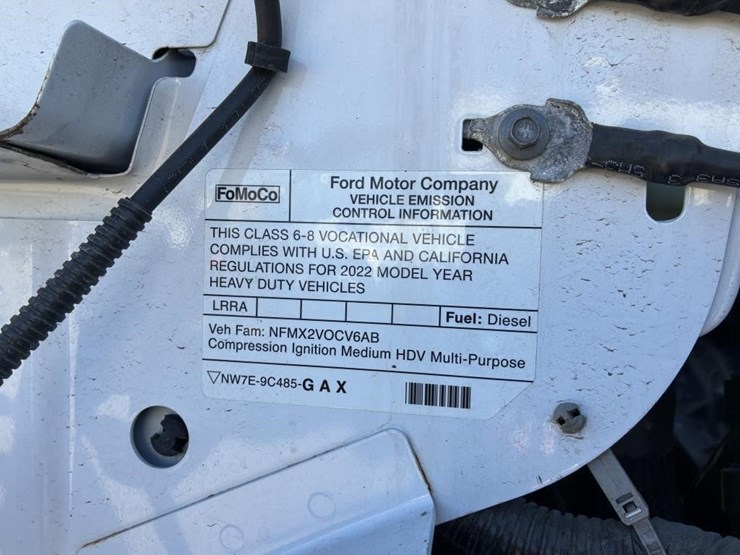 FoMoCo
Ford Motor Company
VEHICLE EMISSION
CONTROL INFORMATION
THIS CLASS 6-8 VOCATIONAL VEHICLE
COMPLIES WITH U.S. EPA AND CALIFORNIA
REGULATIONS FOR 2022 MODEL YEAR
HEAVY DUTY VEHICLES
LRRA
Fuel: Diesel
Veh Fam: NFMX2VOCV6AB
Compression Ignition Medium HDV Multi-Purpose
▽NW7E-9C485-G A X